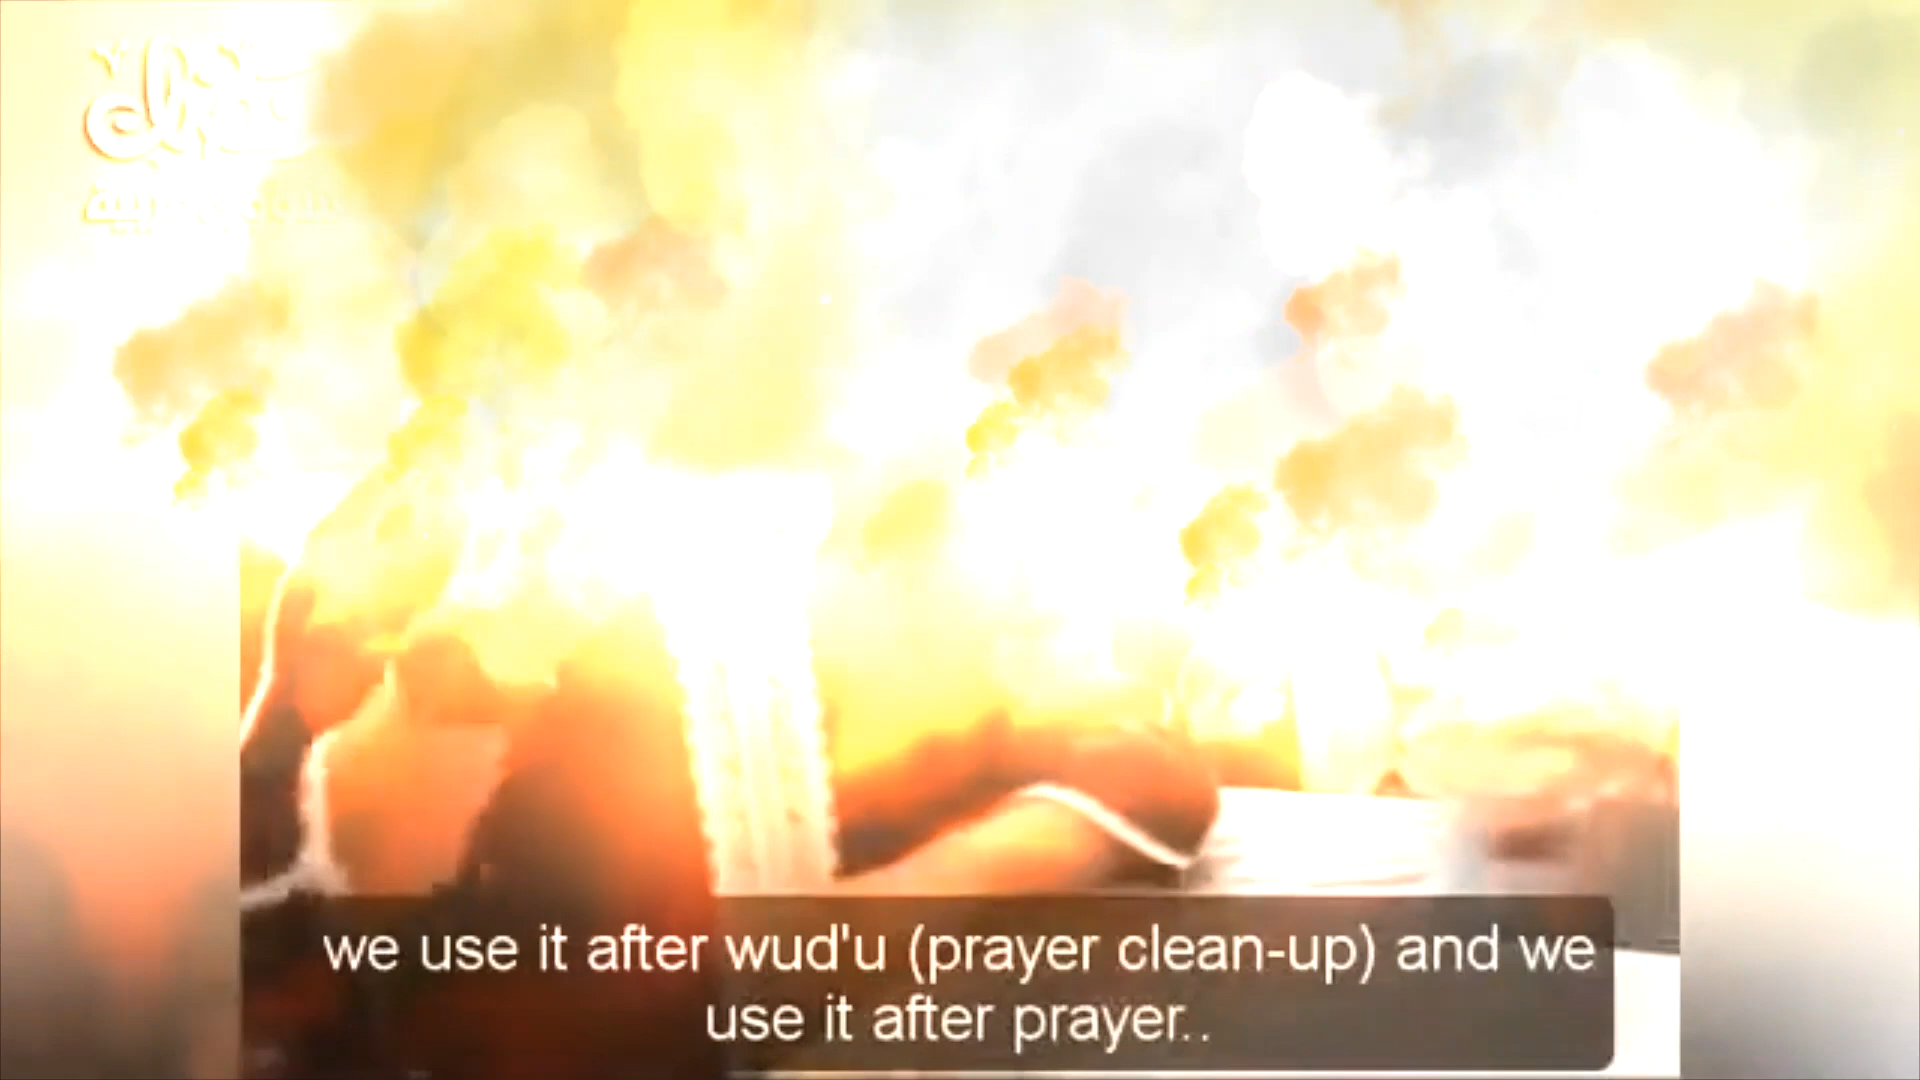 we use it after wud'u (prayer clean-up) and we
use it after prayer..